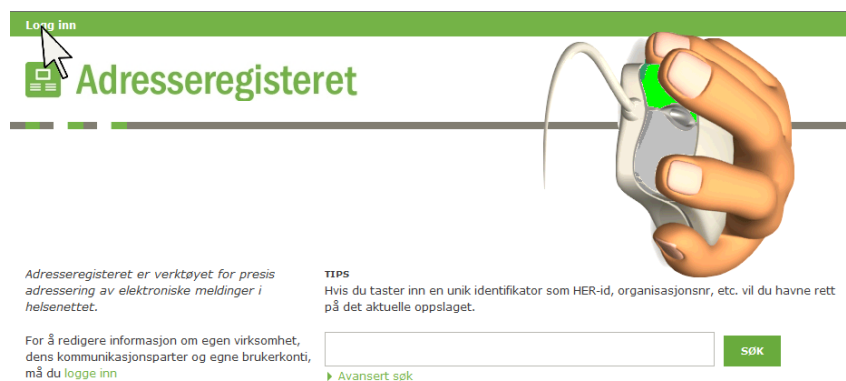 Logg inn
Adresseregisteret
Adresseregisteret er verktøyet for presis
adressering av elektroniske meldinger i
helsenettet.
For å redigere informasjon om egen virksomhet,
dens kommunikasjonsparter og egne brukerkonti,
må du logge inn
TIPS
Hvis du taster inn en unik identifikator som HER-id, organisasjonsnr, etc. vil du havne rett
på det aktuelle oppslaget.
SØK
Avansert søk